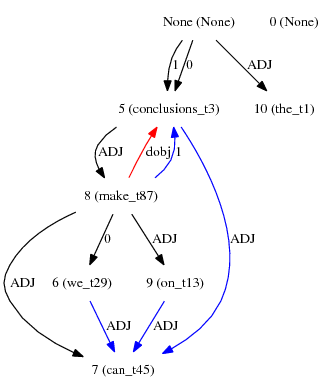 None (None) 0 (None)
1 0 ADJ
5 (conclusions_t3) 10 (the_t1)
ADJ dobj 1
8 (make_t87)
ADJ
0 ADJ
ADJ 6 (we_t29) 9 (on_t13)
ADJ ADJ
7 (can_t45)